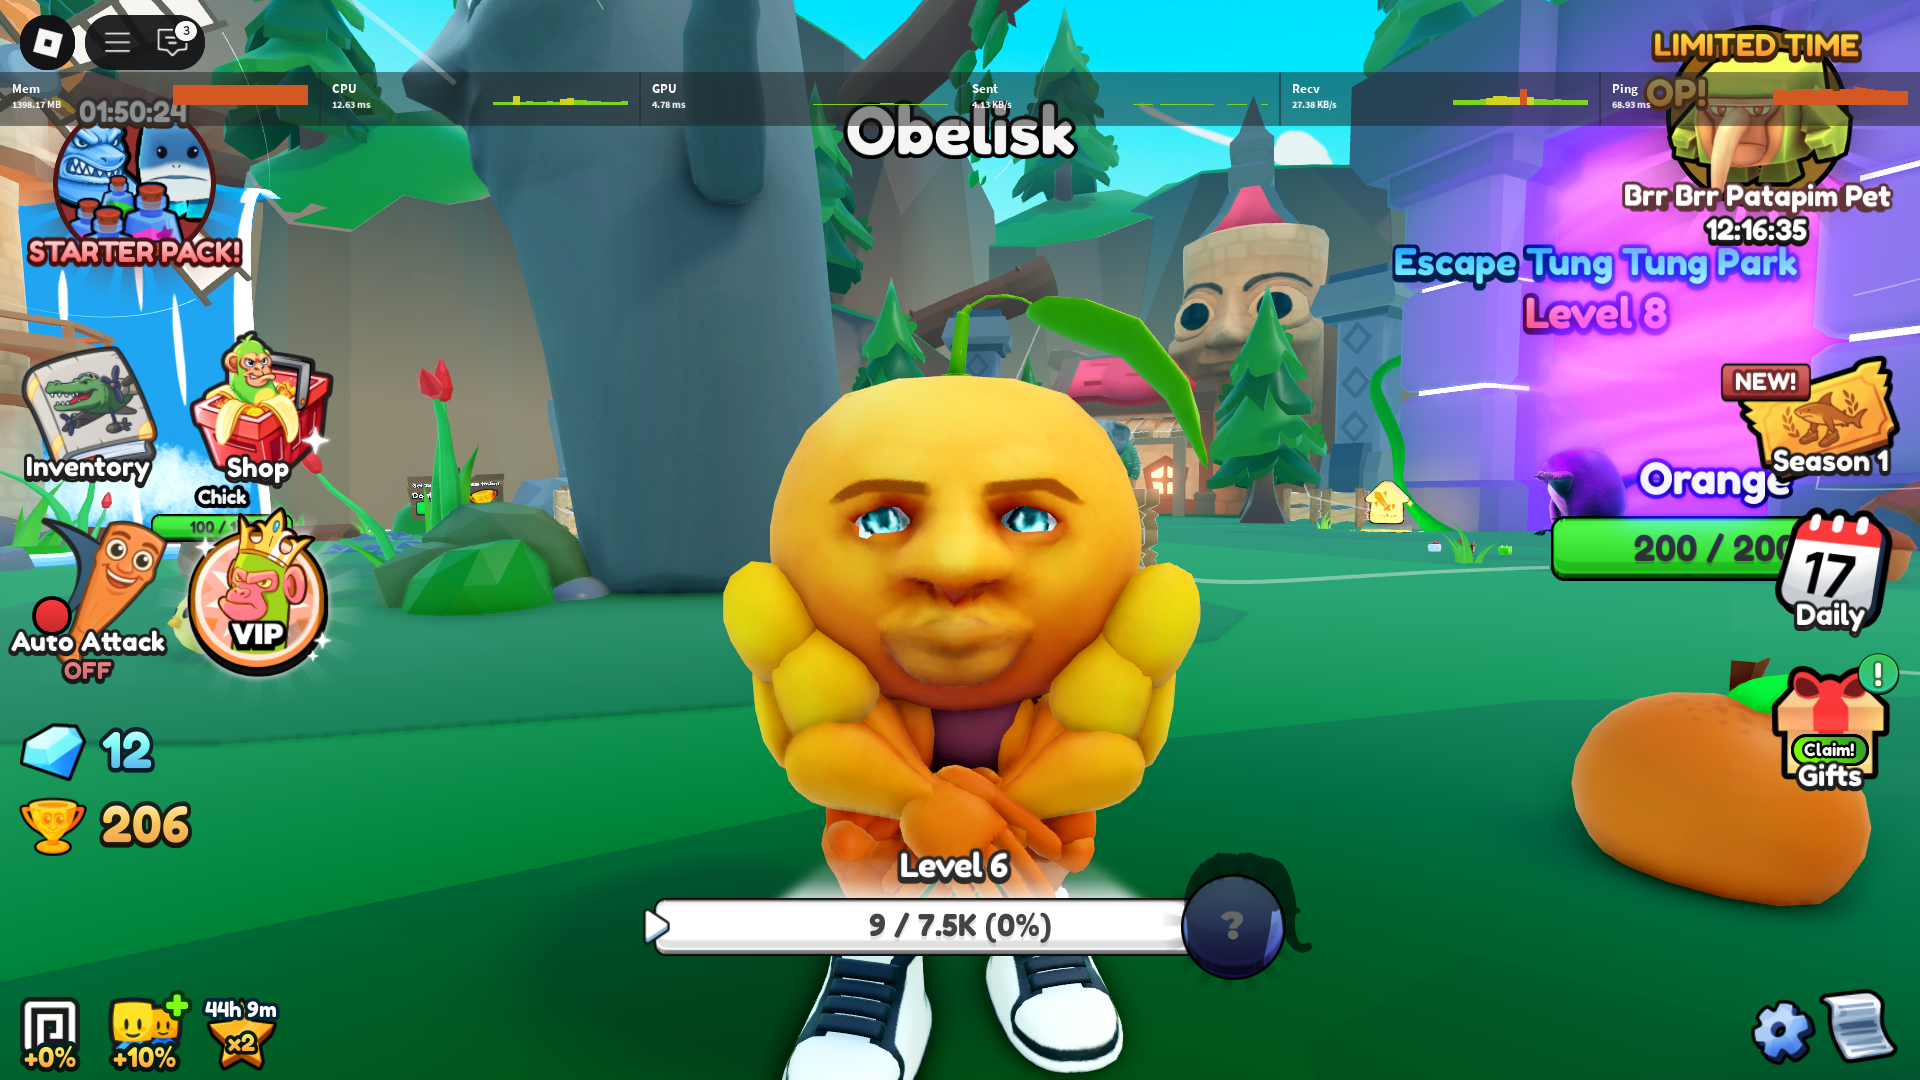 3
LIMITED TIME
Mem
1398.17 MB
CPU
12.63 ms
GPU
4.78 ms
Sent
4.13 KB/s
Recv
27.38 KB/s
Ping
68.93 ms
OP!
01:50:24
Obelisk
STARTER PACK!
Brr Brr Patapim Pet
12:16:35
Escape Tung Tung Park
Level 8
NEW!
Season 1
Inventory
Shop
Chick
100 / 1
Orange
200 / 200
17
Daily
VIP
Auto Attack
OFF
!
Claim!
Gifts
12
206
Level 6
9 / 7.5K (0%)
?
+0%
+10%
44h 9m
x2